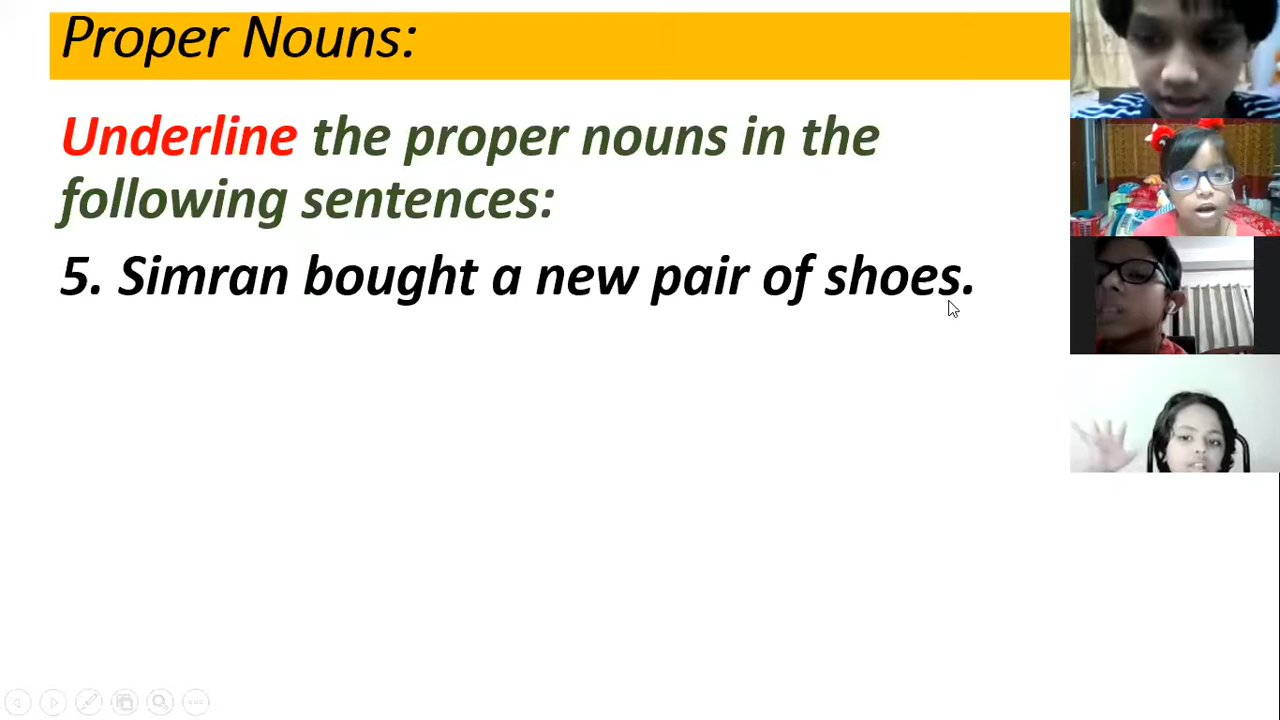 Proper Nouns:
Underline the proper nouns in the
following sentences:
5. Simran bought a new pair of shoes.